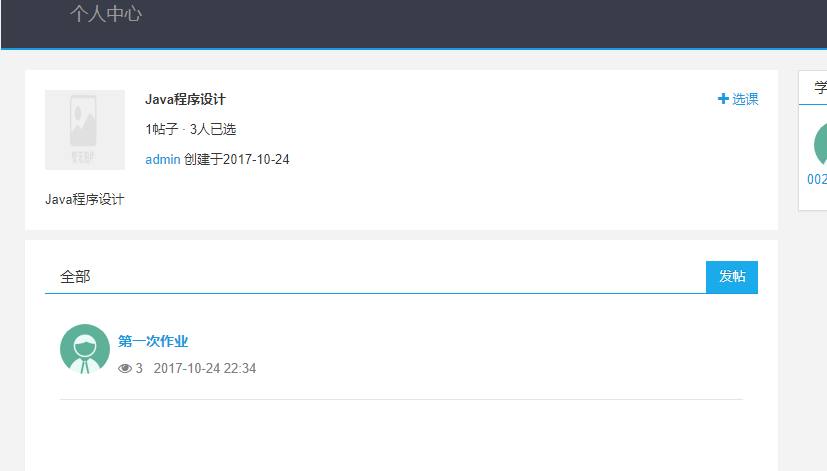 个人中心
Java程序设计
选课
1帖子 · 3人已选
admin 创建于2017-10-24
Java程序设计
学
002
全部
发帖
第一次作业
3 2017-10-24 22:34